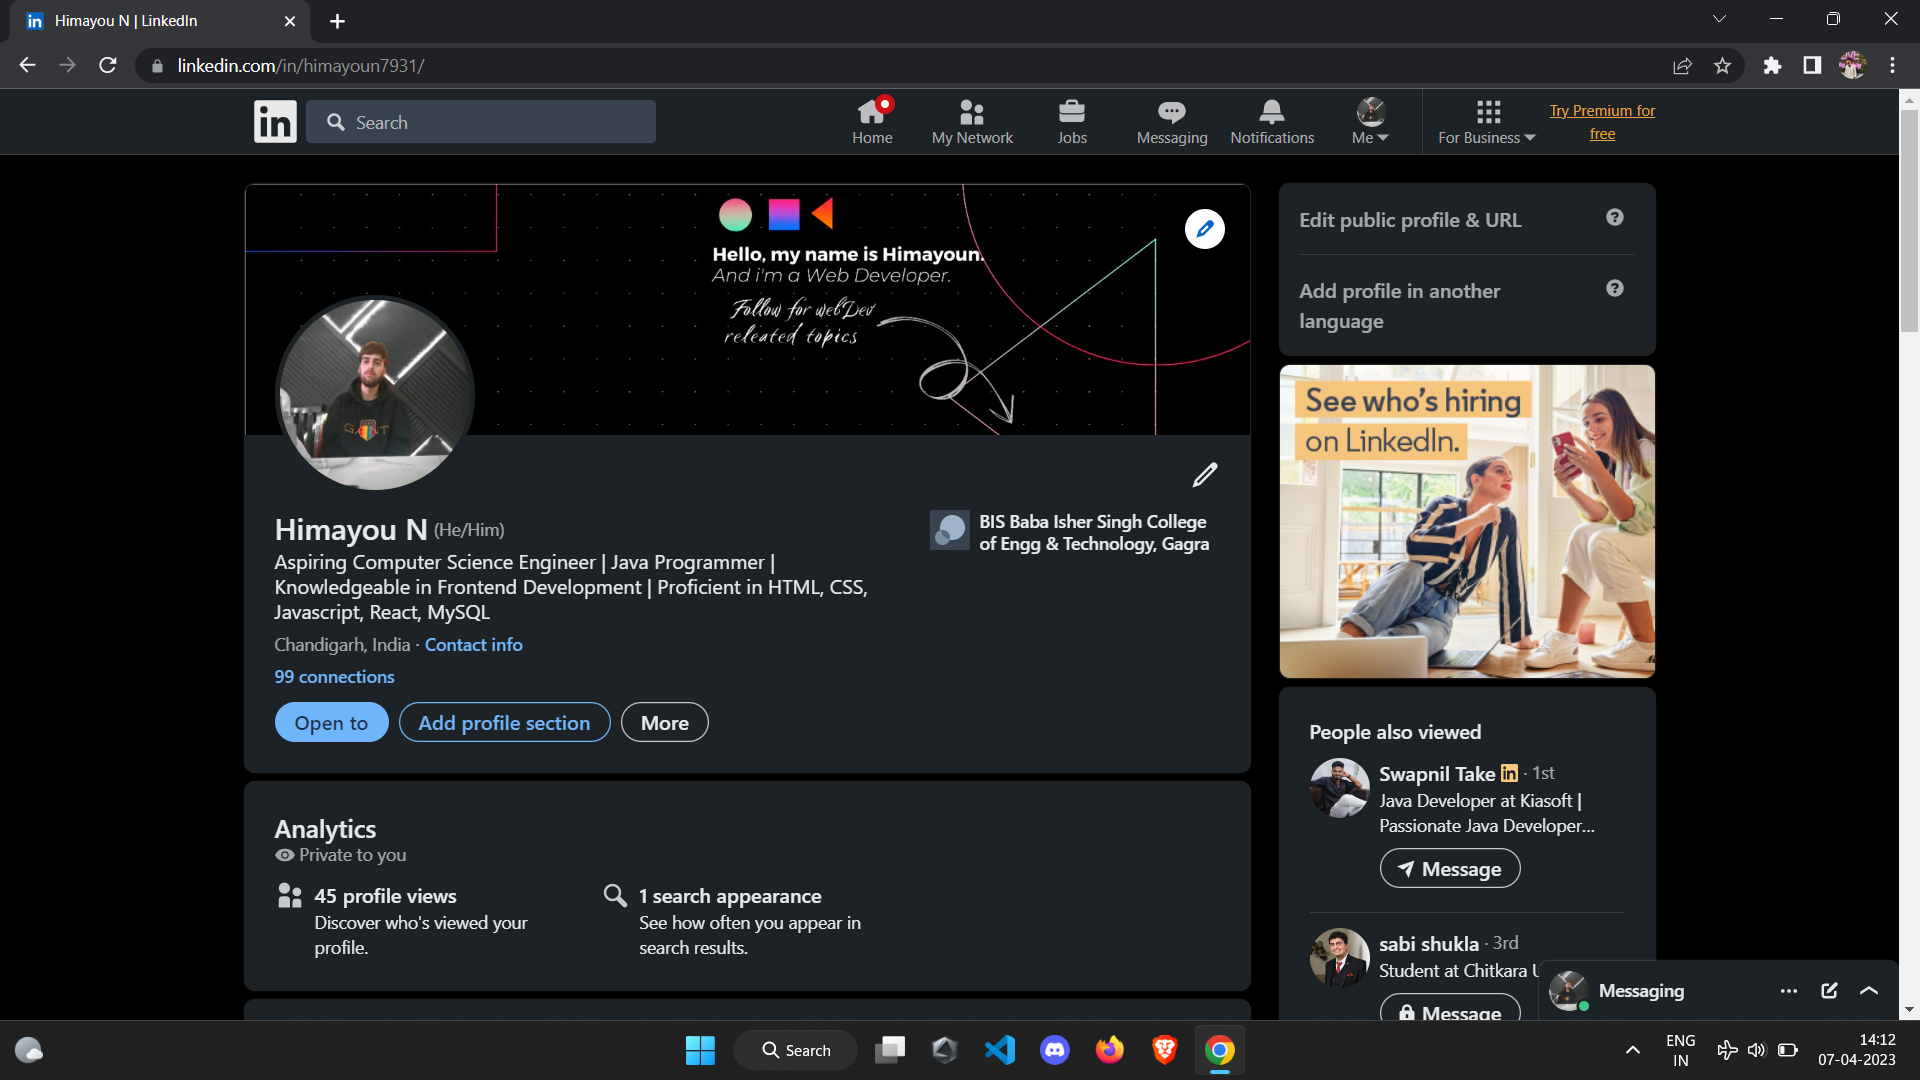 Himayou N | LinkedIn
linkedin.com/in/himayoun7931/
in
Search
Home
My Network
Jobs
Messaging
Notifications
Me
For Business
Try Premium for
free
Hello, my name is Himayoun.
And i'm a Web Developer.
Follow for webDev
releated topics
GANT
Himayou N (He/Him)
Aspiring Computer Science Engineer | Java Programmer |
Knowledgeable in Frontend Development | Proficient in HTML, CSS,
Javascript, React, MySQL
Chandigarh, India · Contact info
99 connections
Open to
Add profile section
More
BIS Baba Isher Singh College
of Engg & Technology, Gagra
Analytics
Private to you
45 profile views
Discover who's viewed your
profile.
1 search appearance
See how often you appear in
search results.
Edit public profile & URL
Add profile in another
language
See who's hiring
on LinkedIn.
People also viewed
Swapnil Take in · 1st
Java Developer at Kiasoft |
Passionate Java Developer...
Message
sabi shukla · 3rd
Student at Chitkara U
Message
Messaging
Search
ENG
IN
14:12
07-04-2023